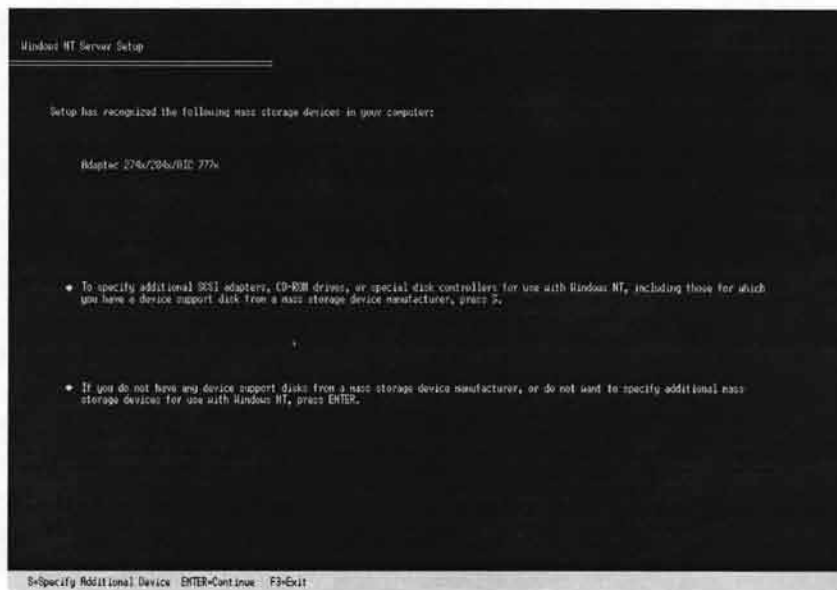 Windows NT Server Setup
Setup has recognized the following mass storage devices in your computer:
Adaptec 274x/284x/AIC 777x
To specify additional SCSI adapters, CD-ROM drives, or special disk controllers for use with Windows NT, including those for which
you have a device support disk from a mass storage device manufacturer, press S.
If you do not have any device support disks from a mass storage device manufacturer, or do not want to specify additional mass
storage devices for use with Windows NT, press ENTER.
S=Specify Additional Device ENTER=Continue F3=Exit